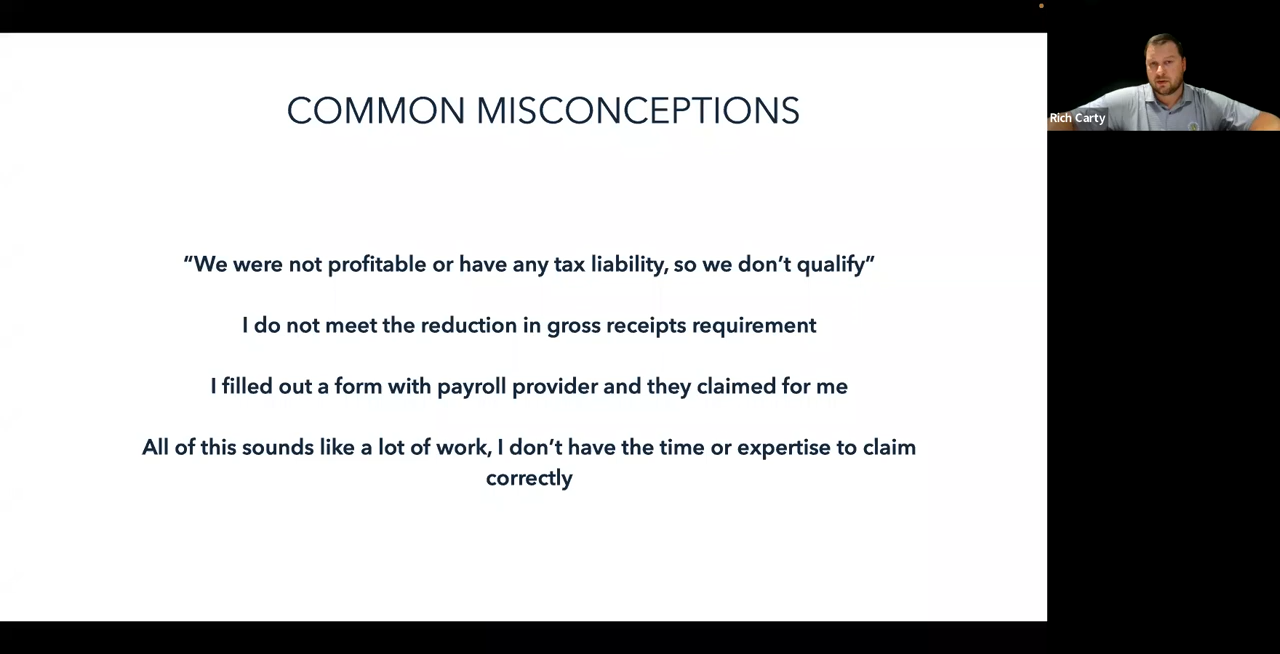 COMMON MISCONCEPTIONS
“We were not profitable or have any tax liability, so we don’t qualify”
I do not meet the reduction in gross receipts requirement
I filled out a form with payroll provider and they claimed for me
All of this sounds like a lot of work, I don’t have the time or expertise to claim
correctly
Rich Carty